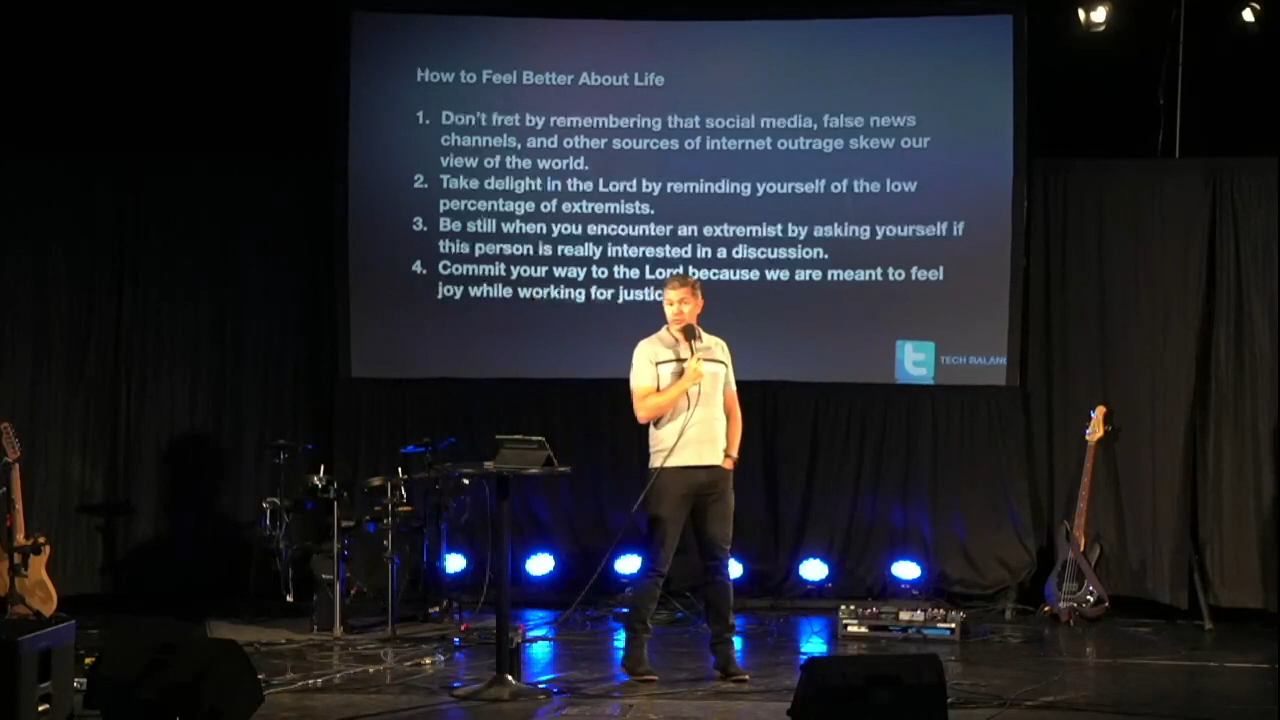 How to Feel Better About Life
1. Don't fret by remembering that social media, false news
channels, and other sources of internet outrage skew our
view of the world.
2. Take delight in the Lord by reminding yourself of the low
percentage of extremists.
3. Be still when you encounter an extremist by asking yourself if
this person is really interested in a discussion.
4. Commit your way to the Lord because we are meant to feel
joy while working for
t TECH